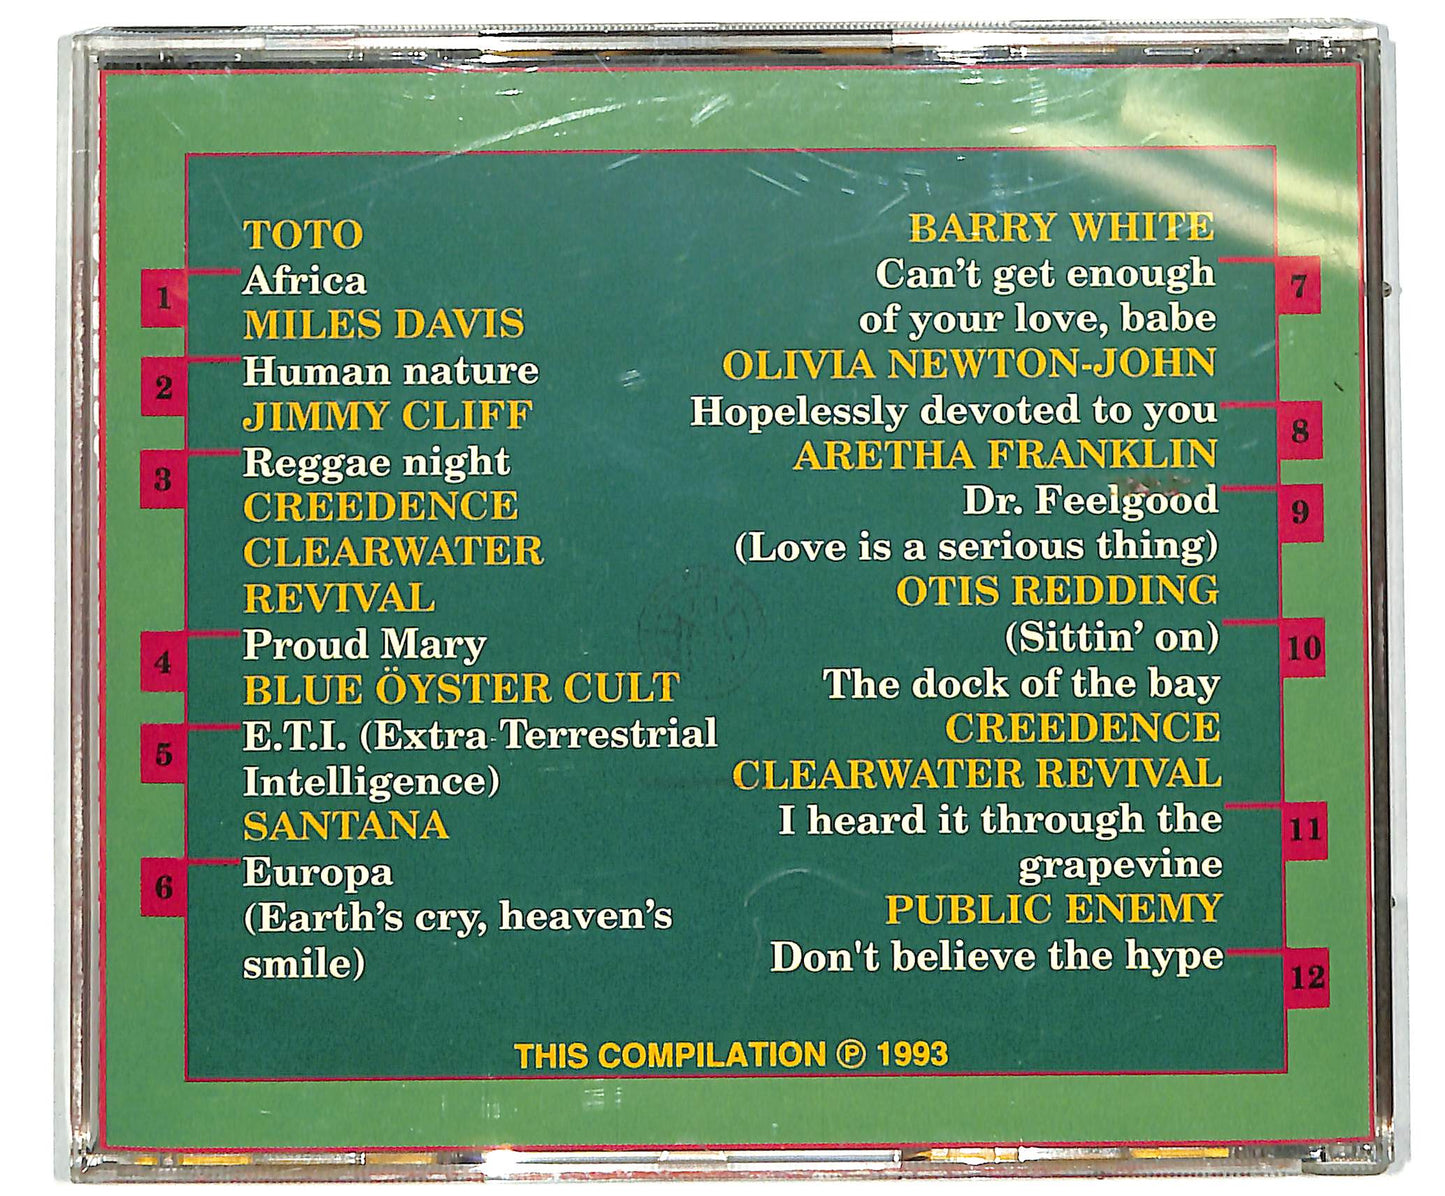 TOTO
1 Africa
MILES DAVIS
2 Human nature
JIMMY CLIFF
3 Reggae night
CREEDENCE
CLEARWATER
REVIVAL
4 Proud Mary
BLUE ÖYSTER CULT
5 E.T.I. (Extra-Terrestrial
Intelligence)
SANTANA
6 Europa
(Earth's cry, heaven's
smile)
BARRY WHITE
Can't get enough 7
of your love, babe
OLIVIA NEWTON-JOHN
Hopelessly devoted to you 8
ARETHA FRANKLIN
Dr. Feelgood 9
(Love is a serious thing)
OTIS REDDING
(Sittin' on) 10
The dock of the bay
CREEDENCE
CLEARWATER REVIVAL
I heard it through the 11
grapevine
PUBLIC ENEMY
Don't believe the hype 12
THIS COMPILATION ℗ 1993